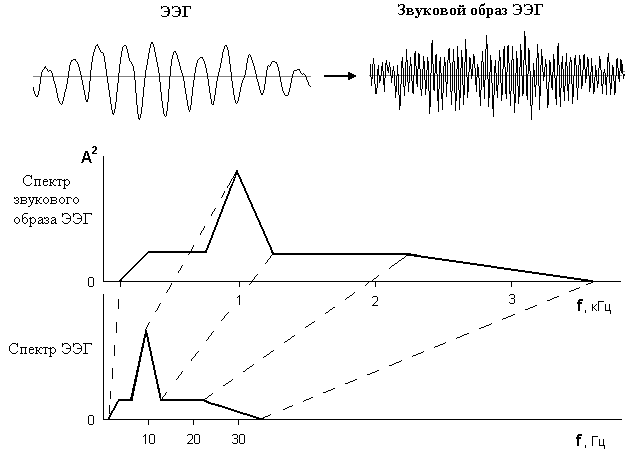 ЭЭГ
Звуковой образ ЭЭГ
A²
Спектр
звукового
образа ЭЭГ
0
1
2
3
f, кГц
Спектр ЭЭГ
0
10
20
30
f, Гц